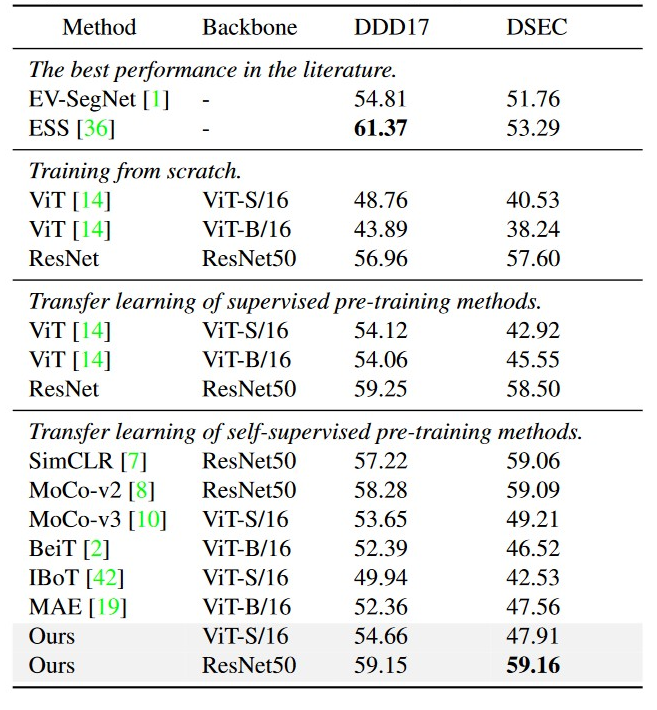 Method Backbone DDD17 DSEC
The best performance in the literature.
EV-SegNet [1] - 54.81 51.76
ESS [36] - 61.37 53.29
Training from scratch.
ViT [14] ViT-S/16 48.76 40.53
ViT [14] ViT-B/16 43.89 38.24
ResNet ResNet50 56.96 57.60
Transfer learning of supervised pre-training methods.
ViT [14] ViT-S/16 54.12 42.92
ViT [14] ViT-B/16 54.06 45.55
ResNet ResNet50 59.25 58.50
Transfer learning of self-supervised pre-training methods.
SimCLR [7] ResNet50 57.22 59.06
MoCo-v2 [8] ResNet50 58.28 59.09
MoCo-v3 [10] ViT-S/16 53.65 49.21
BeiT [2] ViT-B/16 52.39 46.52
IBoT [42] ViT-S/16 49.94 42.53
MAE [19] ViT-B/16 52.36 47.56
Ours ViT-S/16 54.66 47.91
Ours ResNet50 59.15 59.16